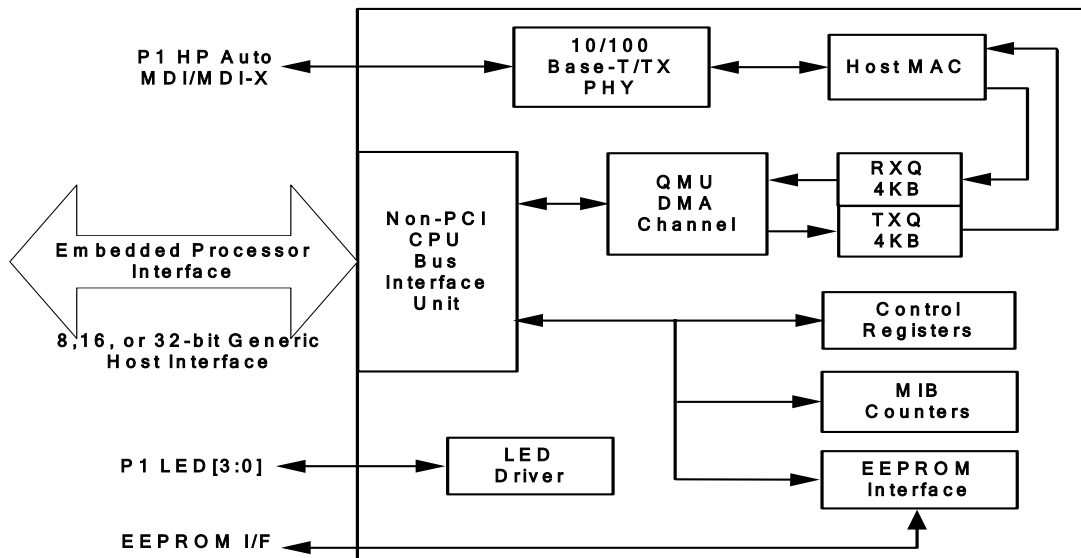 P1 HP Auto
MDI/MDI-X
10/100
Base-T/TX
PHY
Host MAC
Embedded Processor
Interface
8,16, or 32-bit Generic
Host Interface
Non-PCI
CPU
Bus
Interface
Unit
QMU
DMA
Channel
RXQ
4KB
TXQ
4KB
Control
Registers
MIB
Counters
P1 LED[3:0]
LED
Driver
EEPROM
Interface
EEPROM I/F